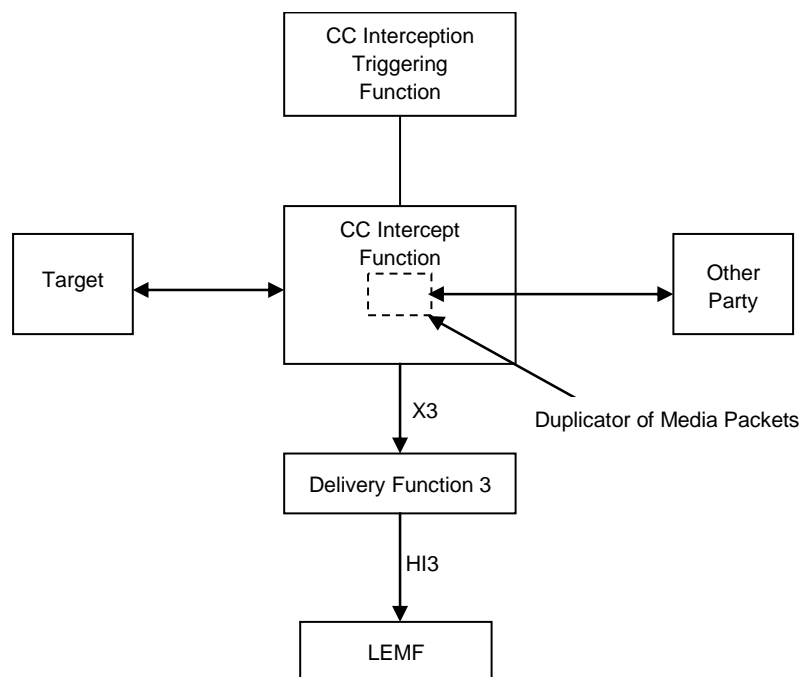 CC Interception
Triggering
Function
CC Intercept
Function
Target
Other
Party
X3
Duplicator of Media Packets
Delivery Function 3
HI3
LEMF